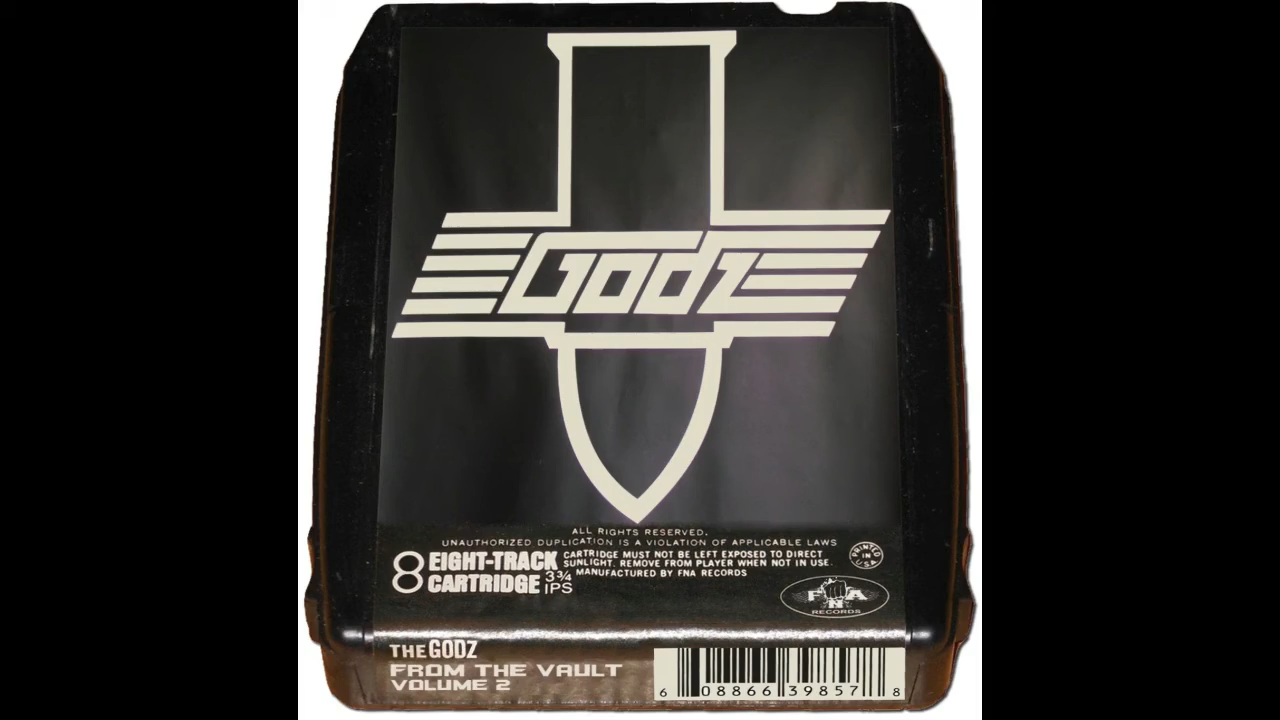 Godz
ALL RIGHTS RESERVED.
UNAUTHORIZED DUPLICATION IS A VIOLATION OF APPLICABLE LAWS
8 EIGHT-TRACK CARTRIDGE 3¾ IPS
CARTRIDGE MUST NOT BE LEFT EXPOSED TO DIRECT
SUNLIGHT. REMOVE FROM PLAYER WHEN NOT IN USE.
MANUFACTURED BY FNA RECORDS
PRINTED IN U.S.A.
FNA
RECORDS
THE GODZ
FROM THE VAULT
VOLUME 2
6 08866 39857 8